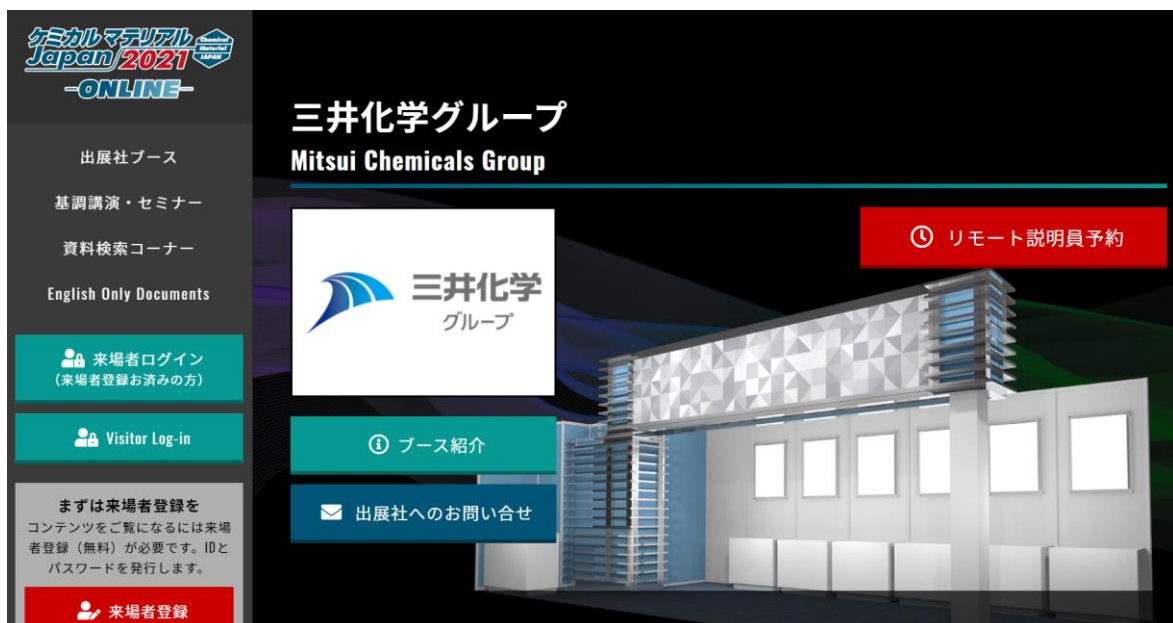 ケミカルマテリアル
Japan2021
Chemical
Material
JAPAN
-ONLINE-
出展社ブース
基調講演・セミナー
資料検索コーナー
English Only Documents
来場者ログイン
(来場者登録お済みの方)
Visitor Log-in
まずは来場者登録を
コンテンツをご覧になるには来場
者登録（無料）が必要です。IDと
パスワードを発行します。
来場者登録
三井化学グループ
Mitsui Chemicals Group
三井化学
グループ
リモート説明員予約
ブース紹介
出展社へのお問い合せ